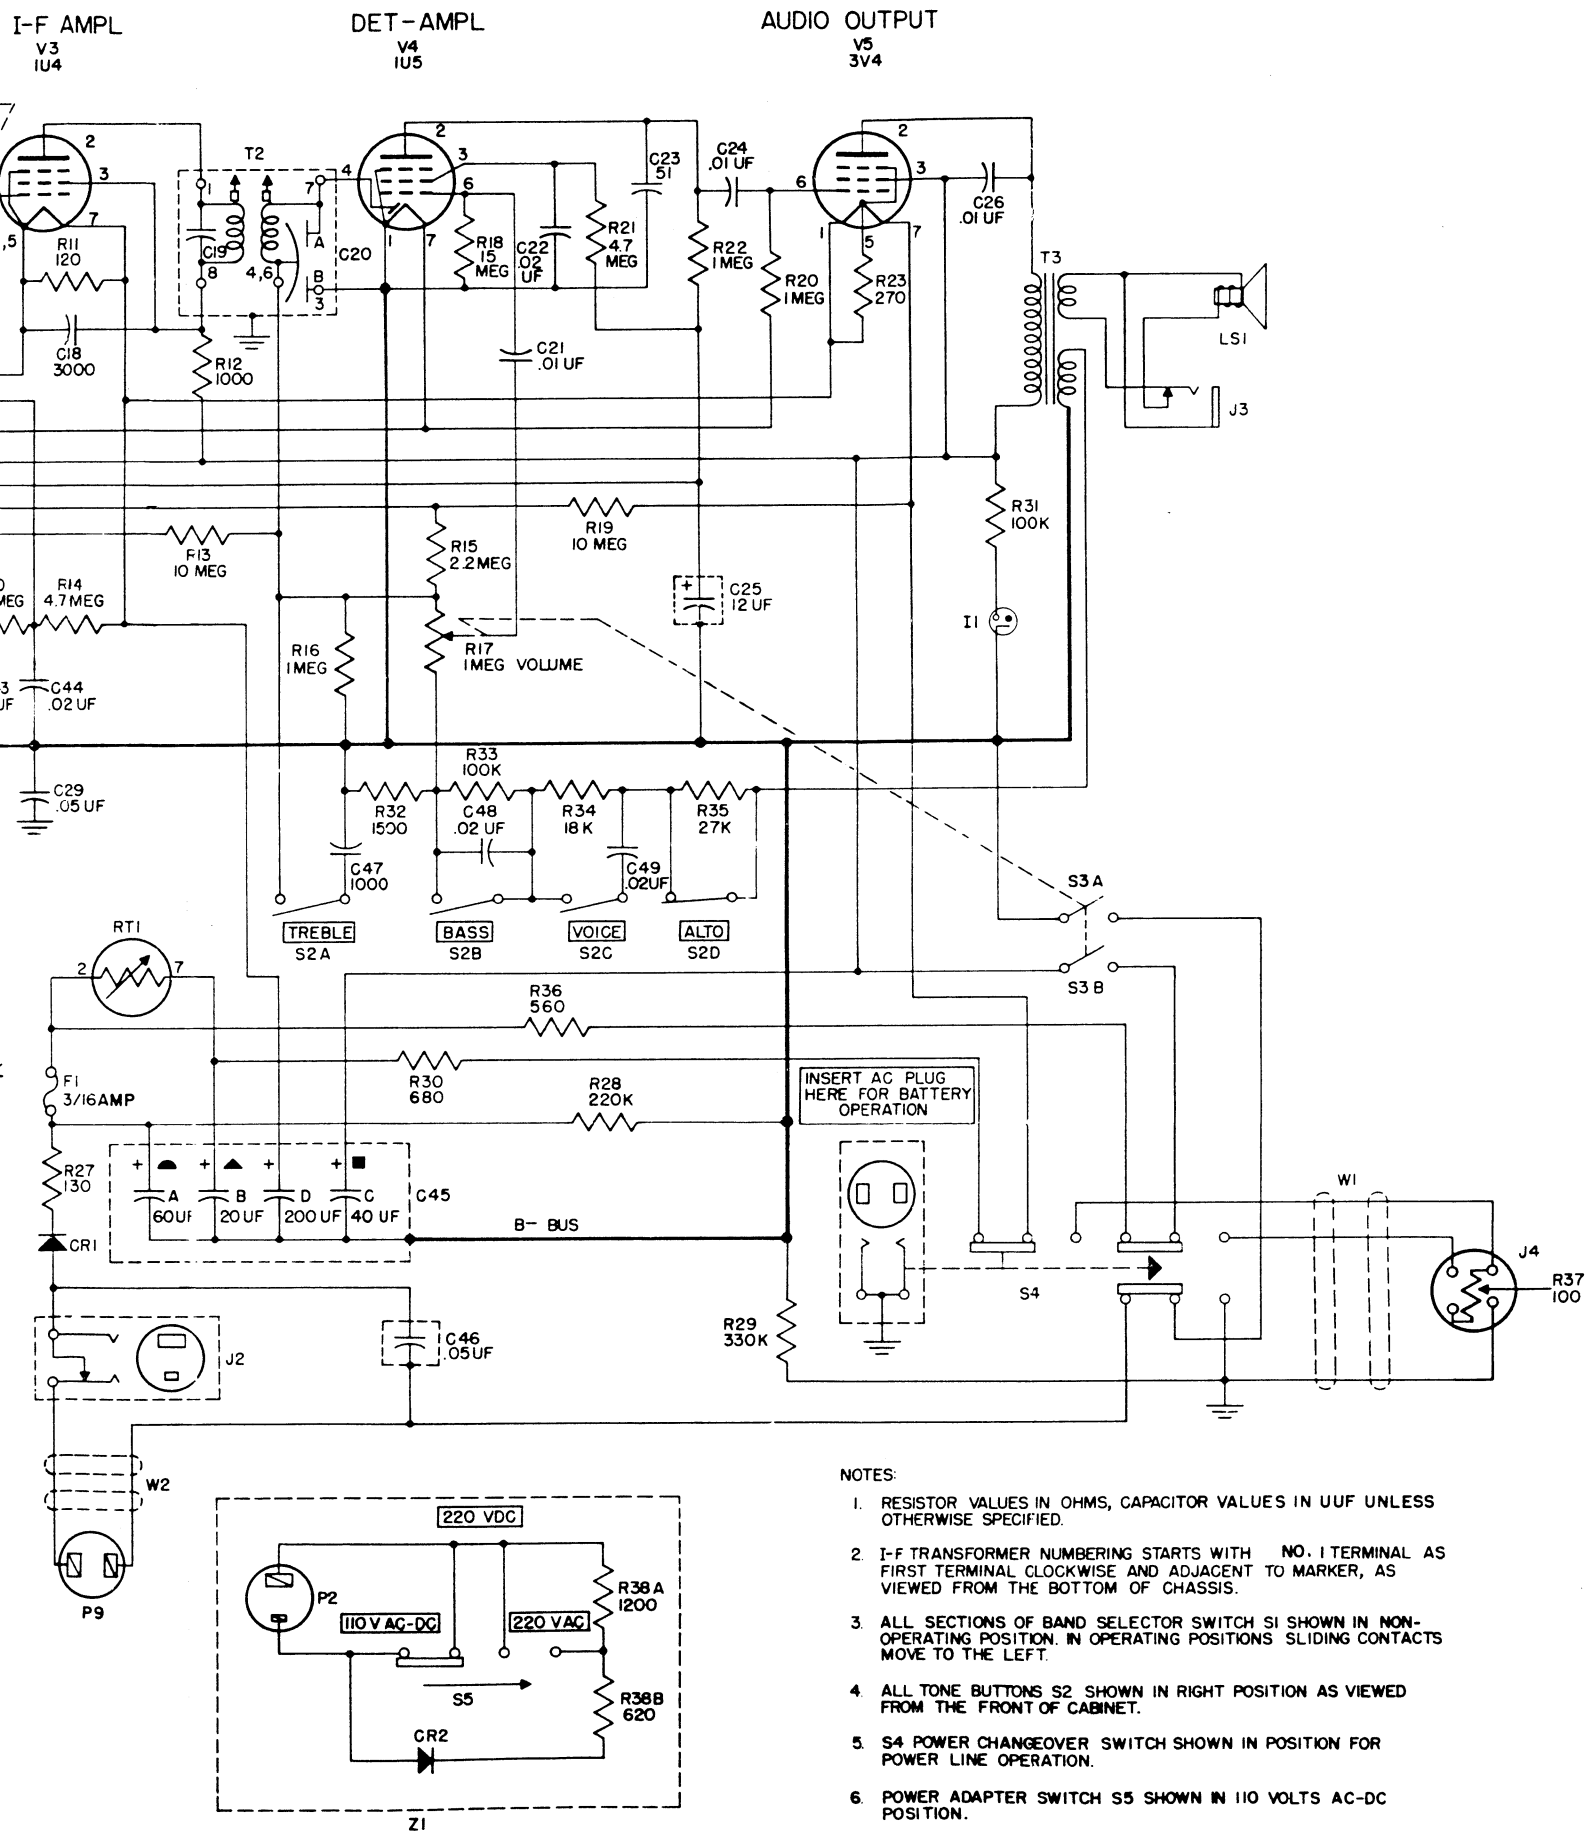 I-F AMPL
V3
1U4
DET-AMPL
V4
1U5
AUDIO OUTPUT
V5
3V4
2
3
7
,5
R11
120
C18
3000
T2
1
7
C19
A
C20
8
4,6
B
3
R12
1000
4
2
3
6
1
7
R18
15
MEG
C22
.02
UF
R21
4.7
MEG
C23
51
C24
.01 UF
R22
1 MEG
C21
.01 UF
R20
1 MEG
6
2
3
1
5
7
R23
270
C26
.01 UF
T3
LS1
J3
R13
10 MEG
R15
2.2MEG
R19
10 MEG
R31
100K
I1
MEG
R14
4.7 MEG
R16
1 MEG
R17
1MEG VOLUME
C25
+
12 UF
3
UF
C44
.02 UF
C29
.05 UF
R32
1500
R33
100K
C48
.02 UF
R34
18 K
R35
27K
C47
1000
C49
.02UF
TREBLE
S2A
BASS
S2B
VOICE
S2C
ALTO
S2D
S3A
S3B
RT1
2
7
R36
560
F1
3/16AMP
R30
680
R28
220K
INSERT AC PLUG
HERE FOR BATTERY
OPERATION
R27
130
+
+
+
+
A
B
D
C
C45
60UF
20UF
200UF
40 UF
CR1
B- BUS
R29
330K
S4
W1
J4
R37
100
J2
C46
.05UF
W2
P9
220 VDC
P2
110 V AC-DC
220 VAC
R38A
1200
S5
R38B
620
CR2
Z1
NOTES:
1. RESISTOR VALUES IN OHMS, CAPACITOR VALUES IN UUF UNLESS
OTHERWISE SPECIFIED.
2. I-F TRANSFORMER NUMBERING STARTS WITH NO. 1 TERMINAL AS
FIRST TERMINAL CLOCKWISE AND ADJACENT TO MARKER, AS
VIEWED FROM THE BOTTOM OF CHASSIS.
3. ALL SECTIONS OF BAND SELECTOR SWITCH S1 SHOWN IN NON-
OPERATING POSITION. IN OPERATING POSITIONS SLIDING CONTACTS
MOVE TO THE LEFT.
4. ALL TONE BUTTONS S2 SHOWN IN RIGHT POSITION AS VIEWED
FROM THE FRONT OF CABINET.
5. S4 POWER CHANGEOVER SWITCH SHOWN IN POSITION FOR
POWER LINE OPERATION.
6. POWER ADAPTER SWITCH S5 SHOWN IN 110 VOLTS AC-DC
POSITION.